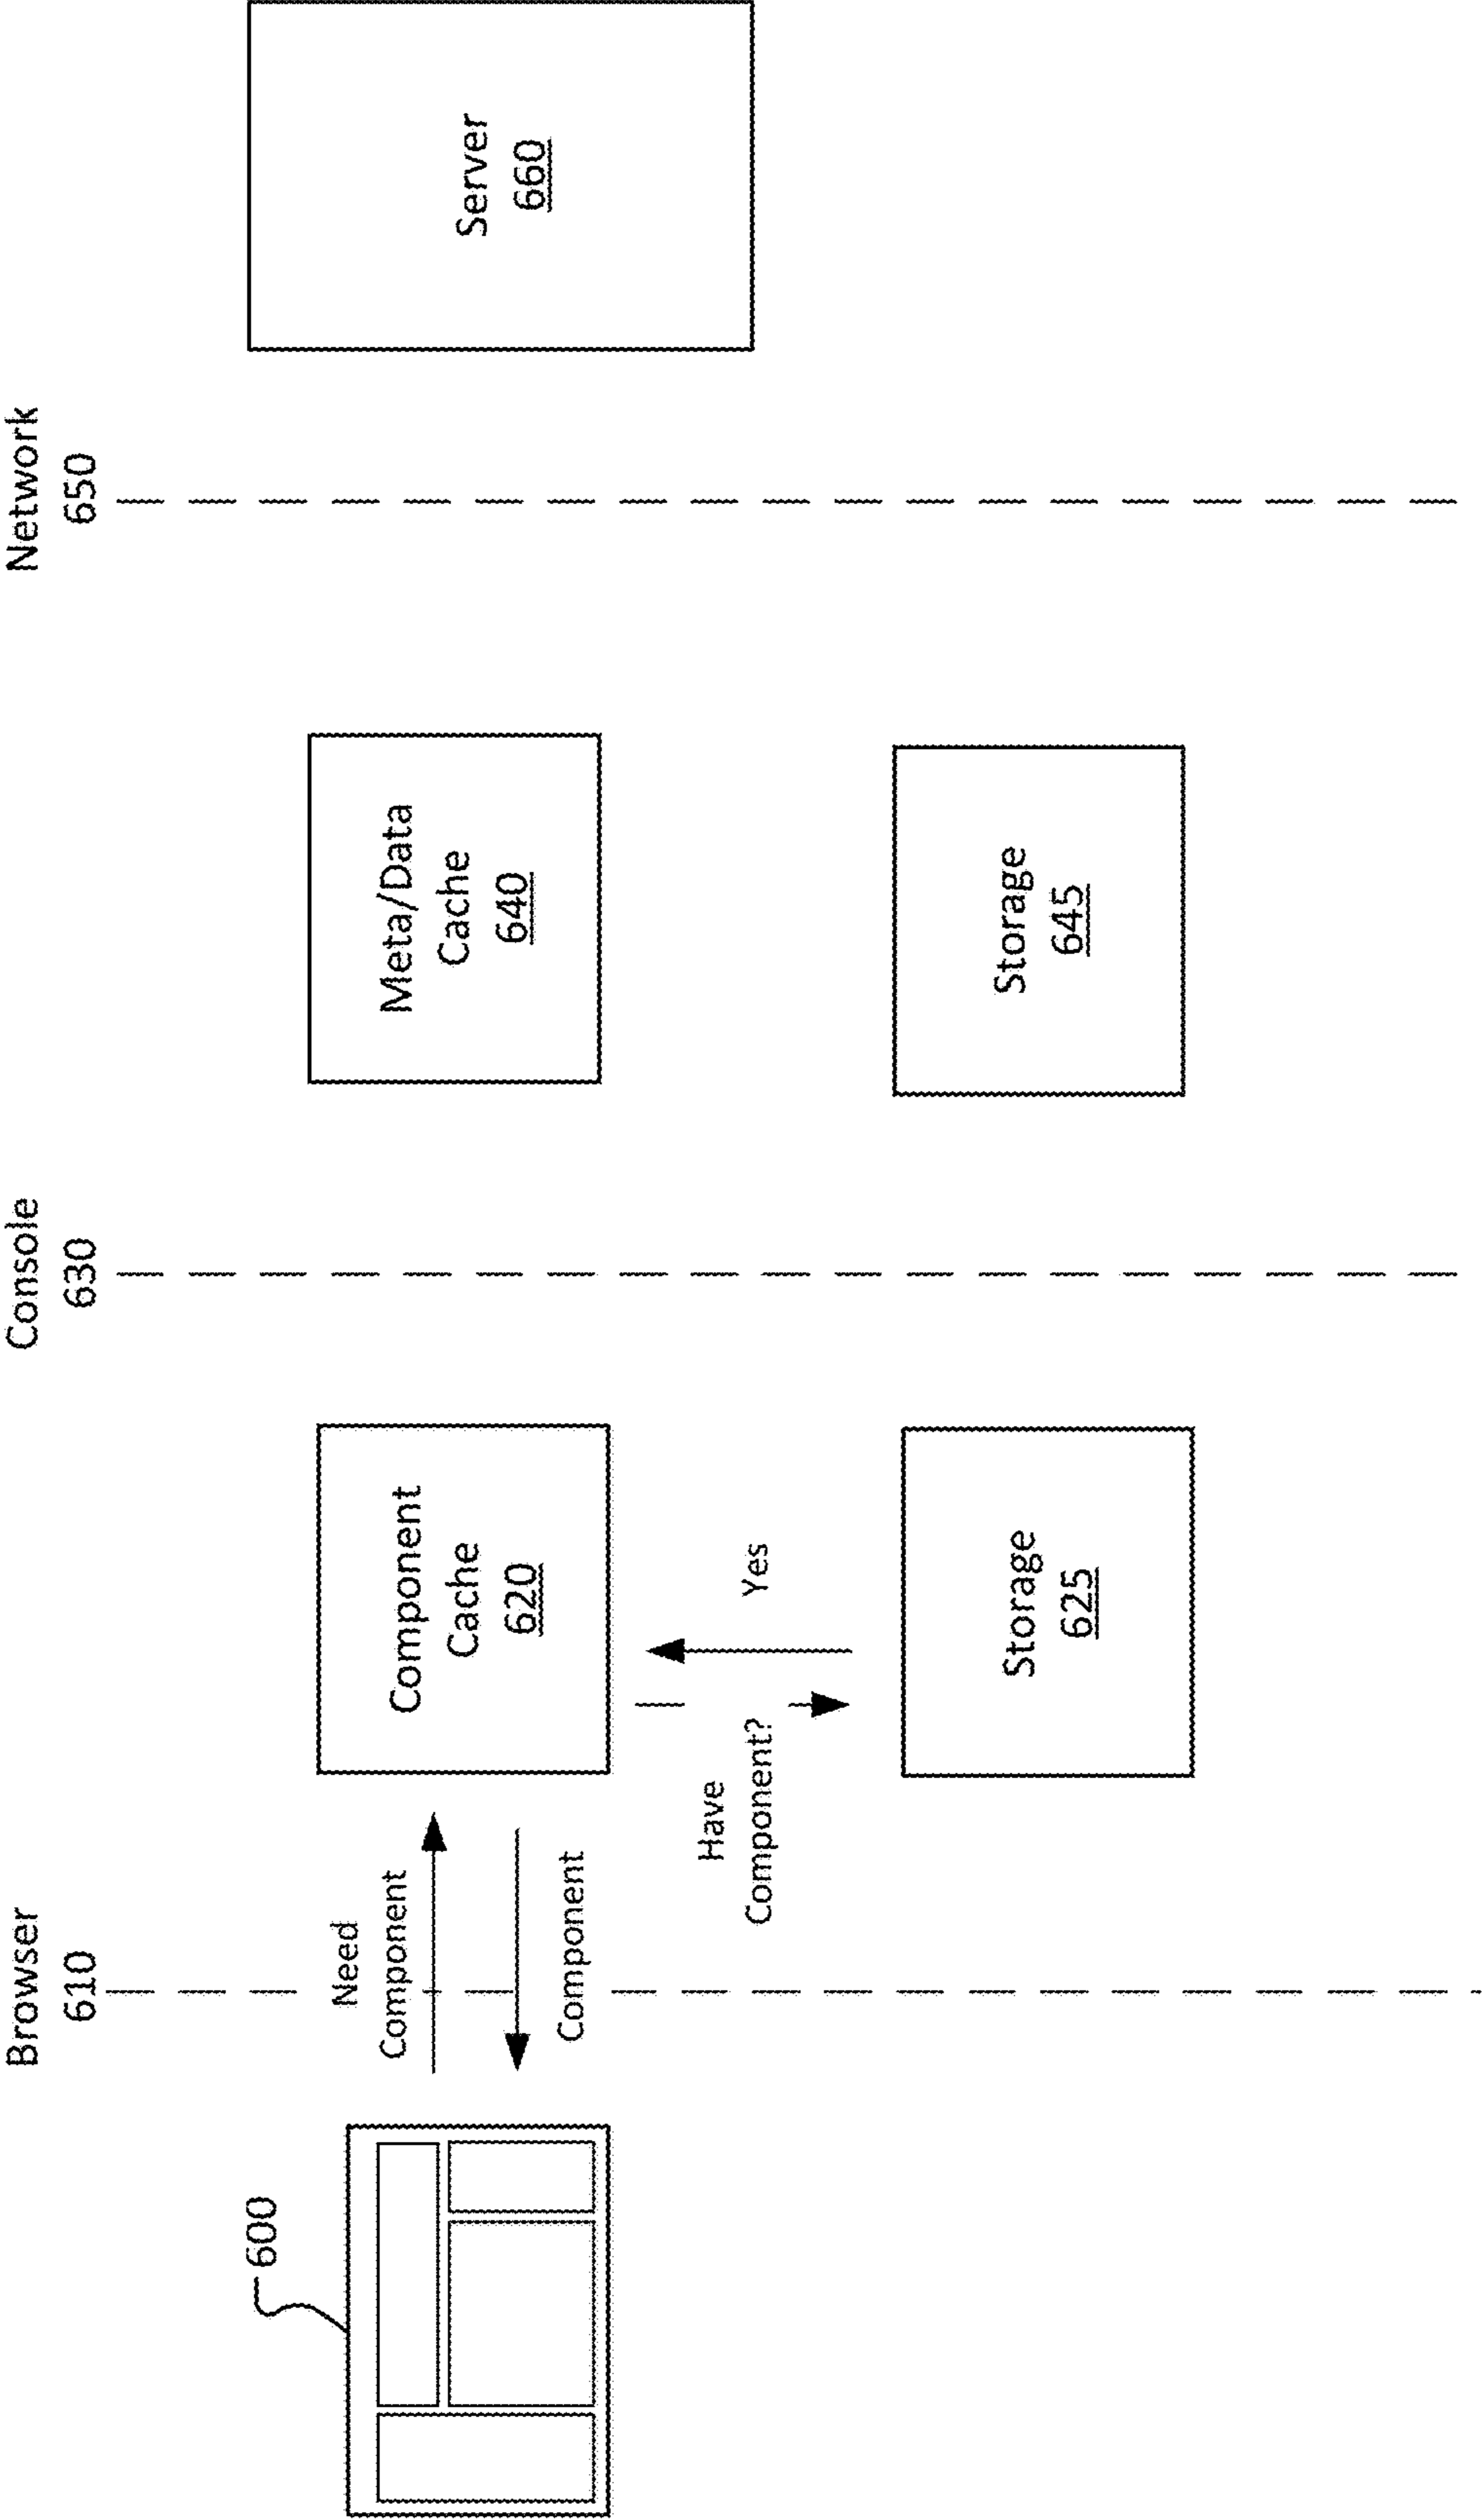 Browser
610
Console
630
Network
650
600
Need
Component
Component
Component
Cache
620
Have
Component?
Yes
Storage
625
Meta/Data
Cache
640
Storage
645
Server
660